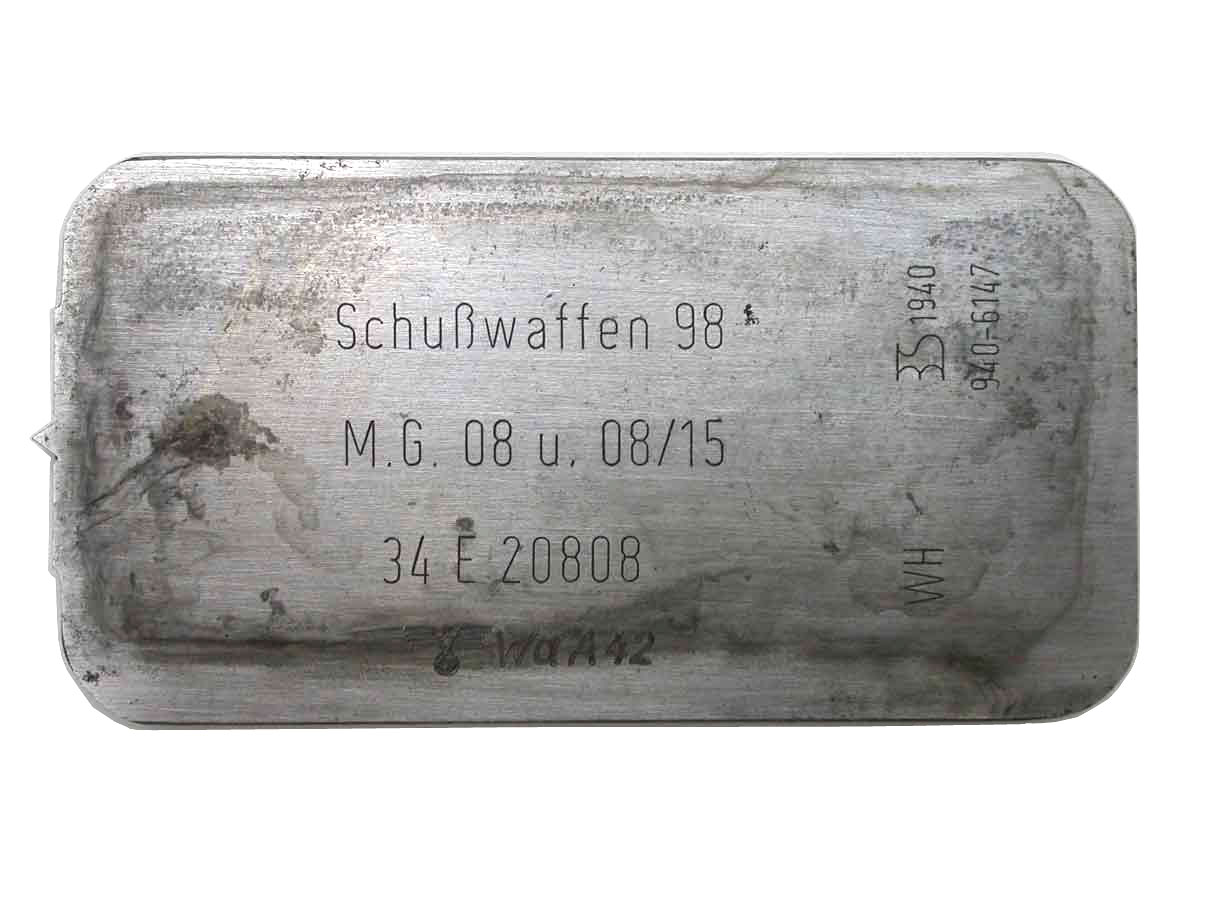 Schußwaffen 98
M.G. 08 u. 08/15
34 E 20808
WaA42
1940
940-6147
WH